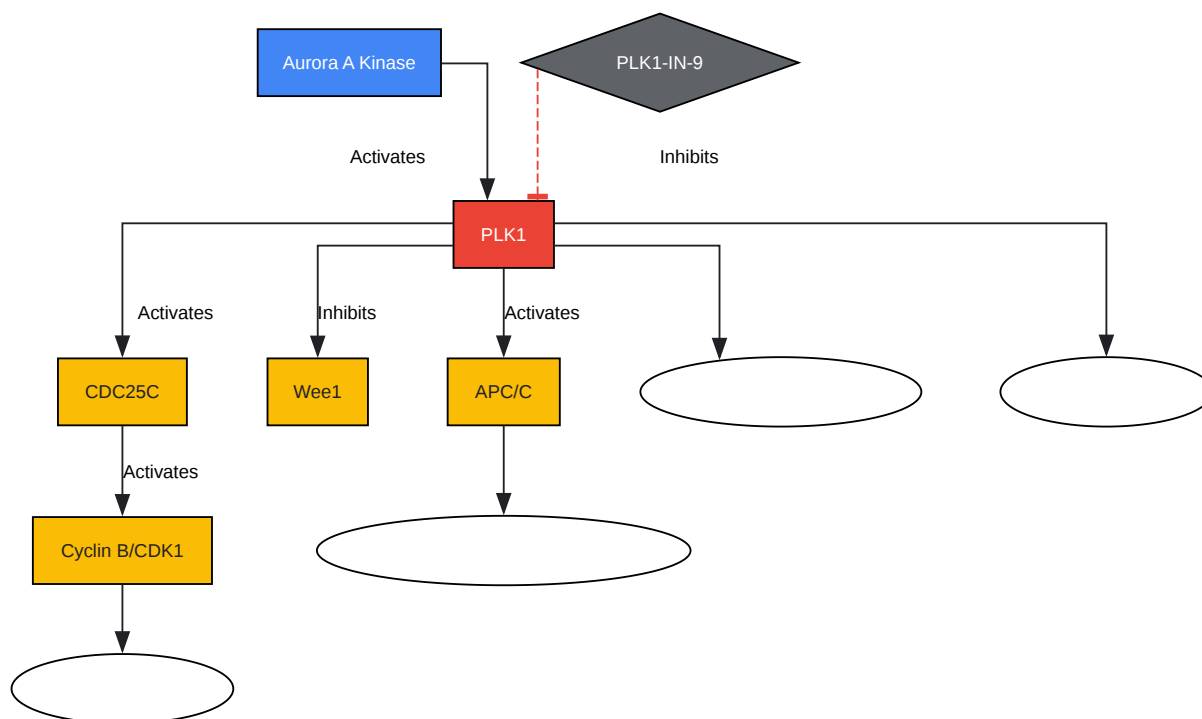 Aurora A Kinase
PLK1-IN-9
Activates
Inhibits
PLK1
Activates
Inhibits
Activates
CDC25C
Wee1
APC/C
Activates
Cyclin B/CDK1